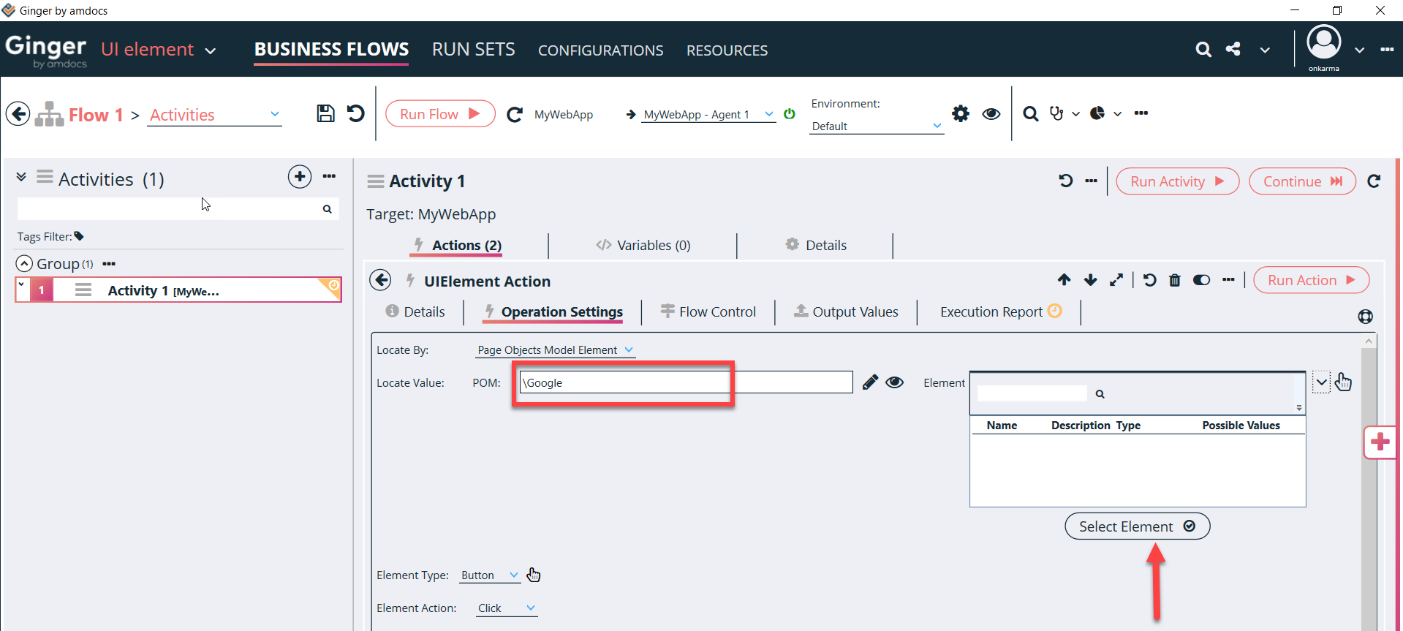 Ginger by amdocs
Ginger by amdocs UI element BUSINESS FLOWS RUN SETS CONFIGURATIONS RESOURCES onkarma
Flow 1 > Activities Run Flow MyWebApp MyWebApp - Agent 1 Environment: Default
Activities (1)
Tags Filter:
Group (1)
1 Activity 1 [MyWe...
Activity 1 Run Activity Continue
Target: MyWebApp
Actions (2) Variables (0) Details
UIElement Action Run Action
Details Operation Settings Flow Control Output Values Execution Report
Locate By: Page Objects Model Element
Locate Value: POM: \Google Element
Name Description Type Possible Values
Select Element
Element Type: Button
Element Action: Click